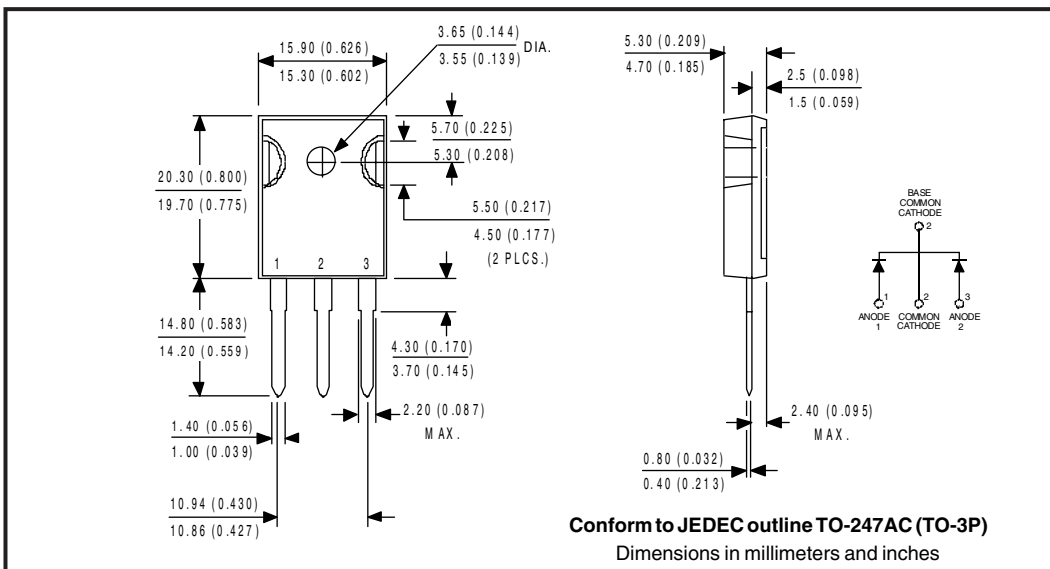 3.65 (0.144)
3.55 (0.139)
DIA.
15.90 (0.626)
15.30 (0.602)
5.70 (0.225)
5.30 (0.208)
20.30 (0.800)
19.70 (0.775)
5.50 (0.217)
4.50 (0.177)
(2 PLCS.)
1 2 3
14.80 (0.583)
14.20 (0.559)
4.30 (0.170)
3.70 (0.145)
2.20 (0.087)
MAX.
1.40 (0.056)
1.00 (0.039)
10.94 (0.430)
10.86 (0.427)
5.30 (0.209)
4.70 (0.185)
2.5 (0.098)
1.5 (0.059)
2.40 (0.095)
MAX.
0.80 (0.032)
0.40 (0.213)
BASE
COMMON
CATHODE
2
1 2 3
ANODE COMMON ANODE
1 CATHODE 2
Conform to JEDEC outline TO-247AC (TO-3P)
Dimensions in millimeters and inches